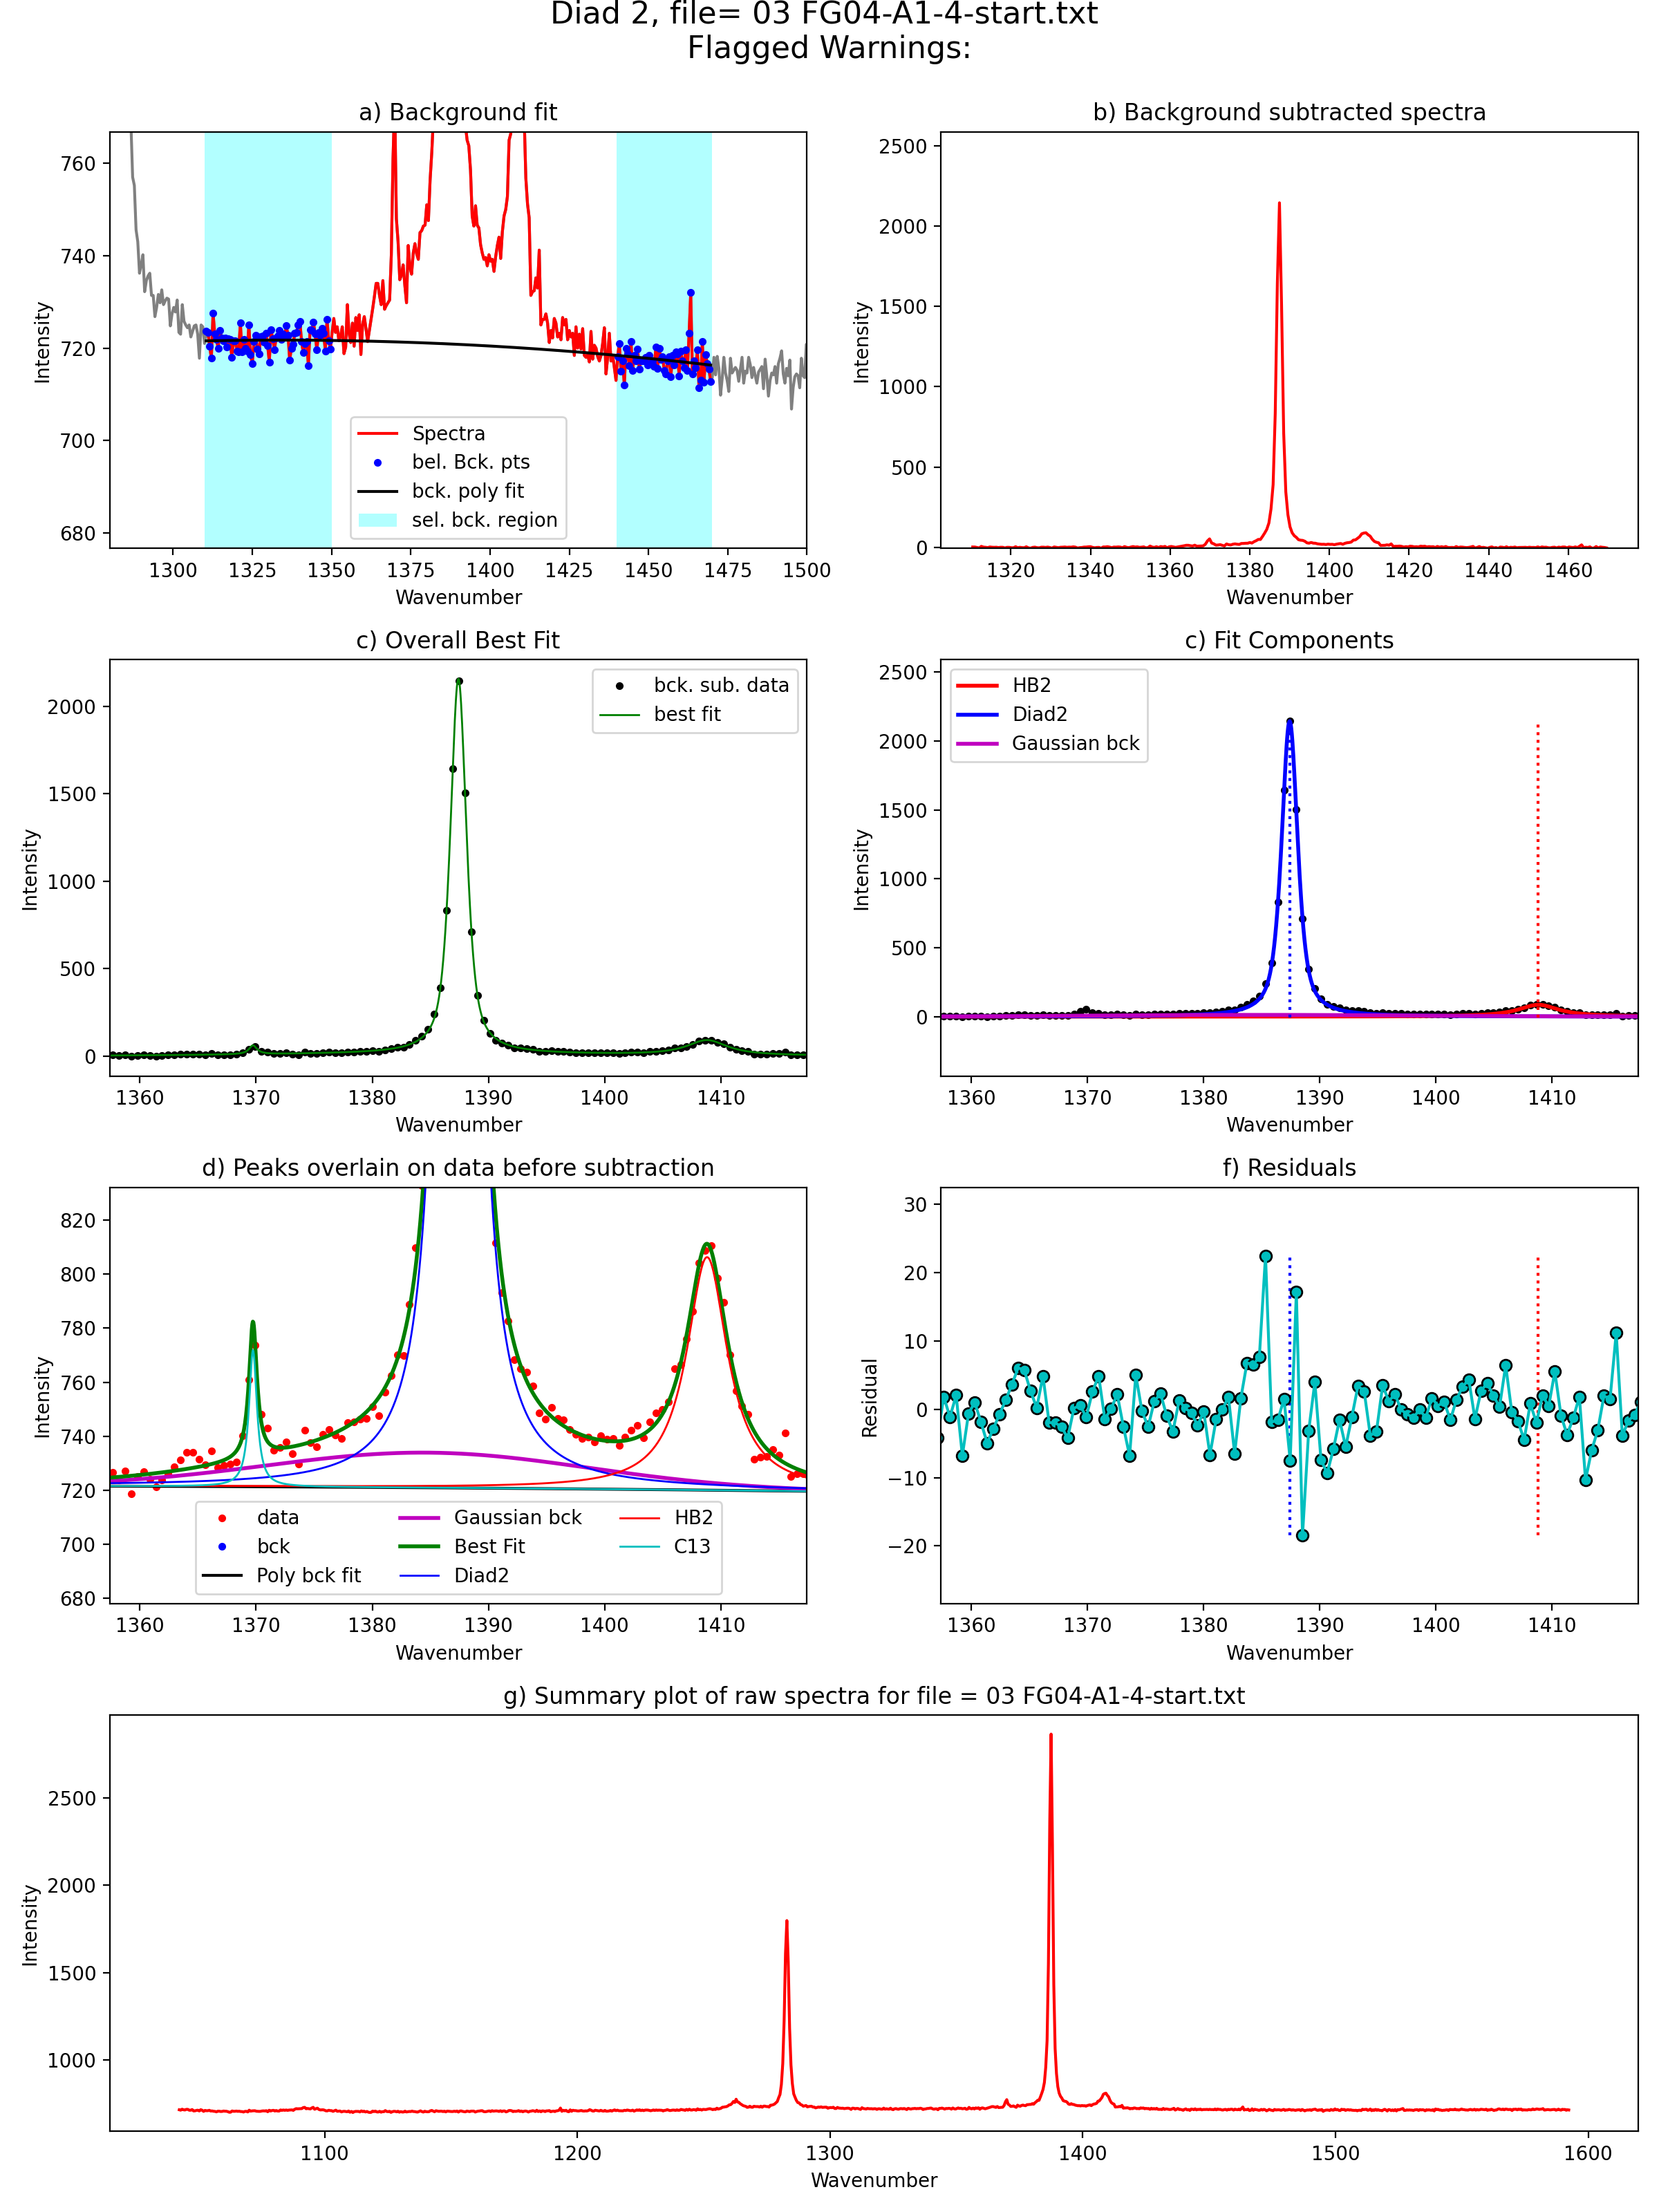 Diad 2, file= 03 FG04-A1-4-start.txt
Flagged Warnings:
a) Background fit
760
740
720
700
680
Intensity
Spectra
bel. Bck. pts
bck. poly fit
sel. bck. region
1300 1325 1350 1375 1400 1425 1450 1475 1500
Wavenumber
b) Background subtracted spectra
2500
2000
1500
1000
500
0
Intensity
1320 1340 1360 1380 1400 1420 1440 1460
Wavenumber
c) Overall Best Fit
2000
1500
1000
500
0
Intensity
bck. sub. data
best fit
1360 1370 1380 1390 1400 1410
Wavenumber
c) Fit Components
2500
2000
1500
1000
500
0
Intensity
HB2
Diad2
Gaussian bck
1360 1370 1380 1390 1400 1410
Wavenumber
d) Peaks overlain on data before subtraction
820
800
780
760
740
720
700
680
Intensity
data
bck
Poly bck fit
Gaussian bck
Best Fit
Diad2
HB2
C13
1360 1370 1380 1390 1400 1410
Wavenumber
f) Residuals
30
20
10
0
−10
−20
Residual
1360 1370 1380 1390 1400 1410
Wavenumber
g) Summary plot of raw spectra for file = 03 FG04-A1-4-start.txt
2500
2000
1500
1000
Intensity
1100 1200 1300 1400 1500 1600
Wavenumber